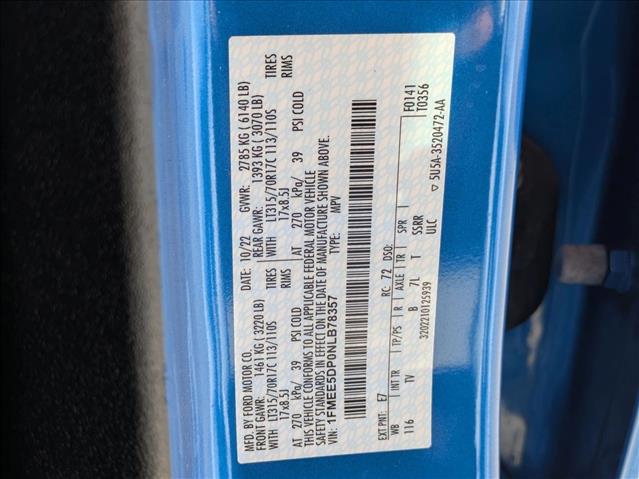 MFD. BY FORD MOTOR CO. DATE: 10/22 GVWR: 2785 KG ( 6140 LB)
FRONT GAWR: 1461 KG ( 3220 LB) REAR GAWR: 1393 KG ( 3070 LB)
WITH LT315/70R17C 113/110S TIRES WITH LT315/70R17C 113/110S TIRES
17x8.5J RIMS 17x8.5J RIMS
AT 270 kPa/ 39 PSI COLD AT 270 kPa/ 39 PSI COLD
THIS VEHICLE CONFORMS TO ALL APPLICABLE FEDERAL MOTOR VEHICLE
SAFETY STANDARDS IN EFFECT ON THE DATE OF MANUFACTURE SHOWN ABOVE.
VIN: 1FMEE5DP0NLB78357 TYPE: MPV
EXT PNT: E7 RC: 72 DSO: F0141
WB INT TR TP/PS R AXLE TR SPR T0356
116 TV B 7L T SSRR
3202210125939 ULC ▽ 5U5A-3520472-AA